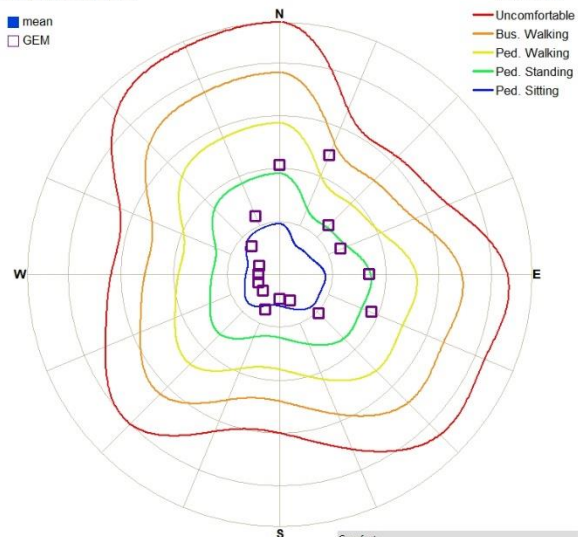 N
mean
GEM
Uncomfortable
Bus. Walking
Ped. Walking
Ped. Standing
Ped. Sitting
W
E
S